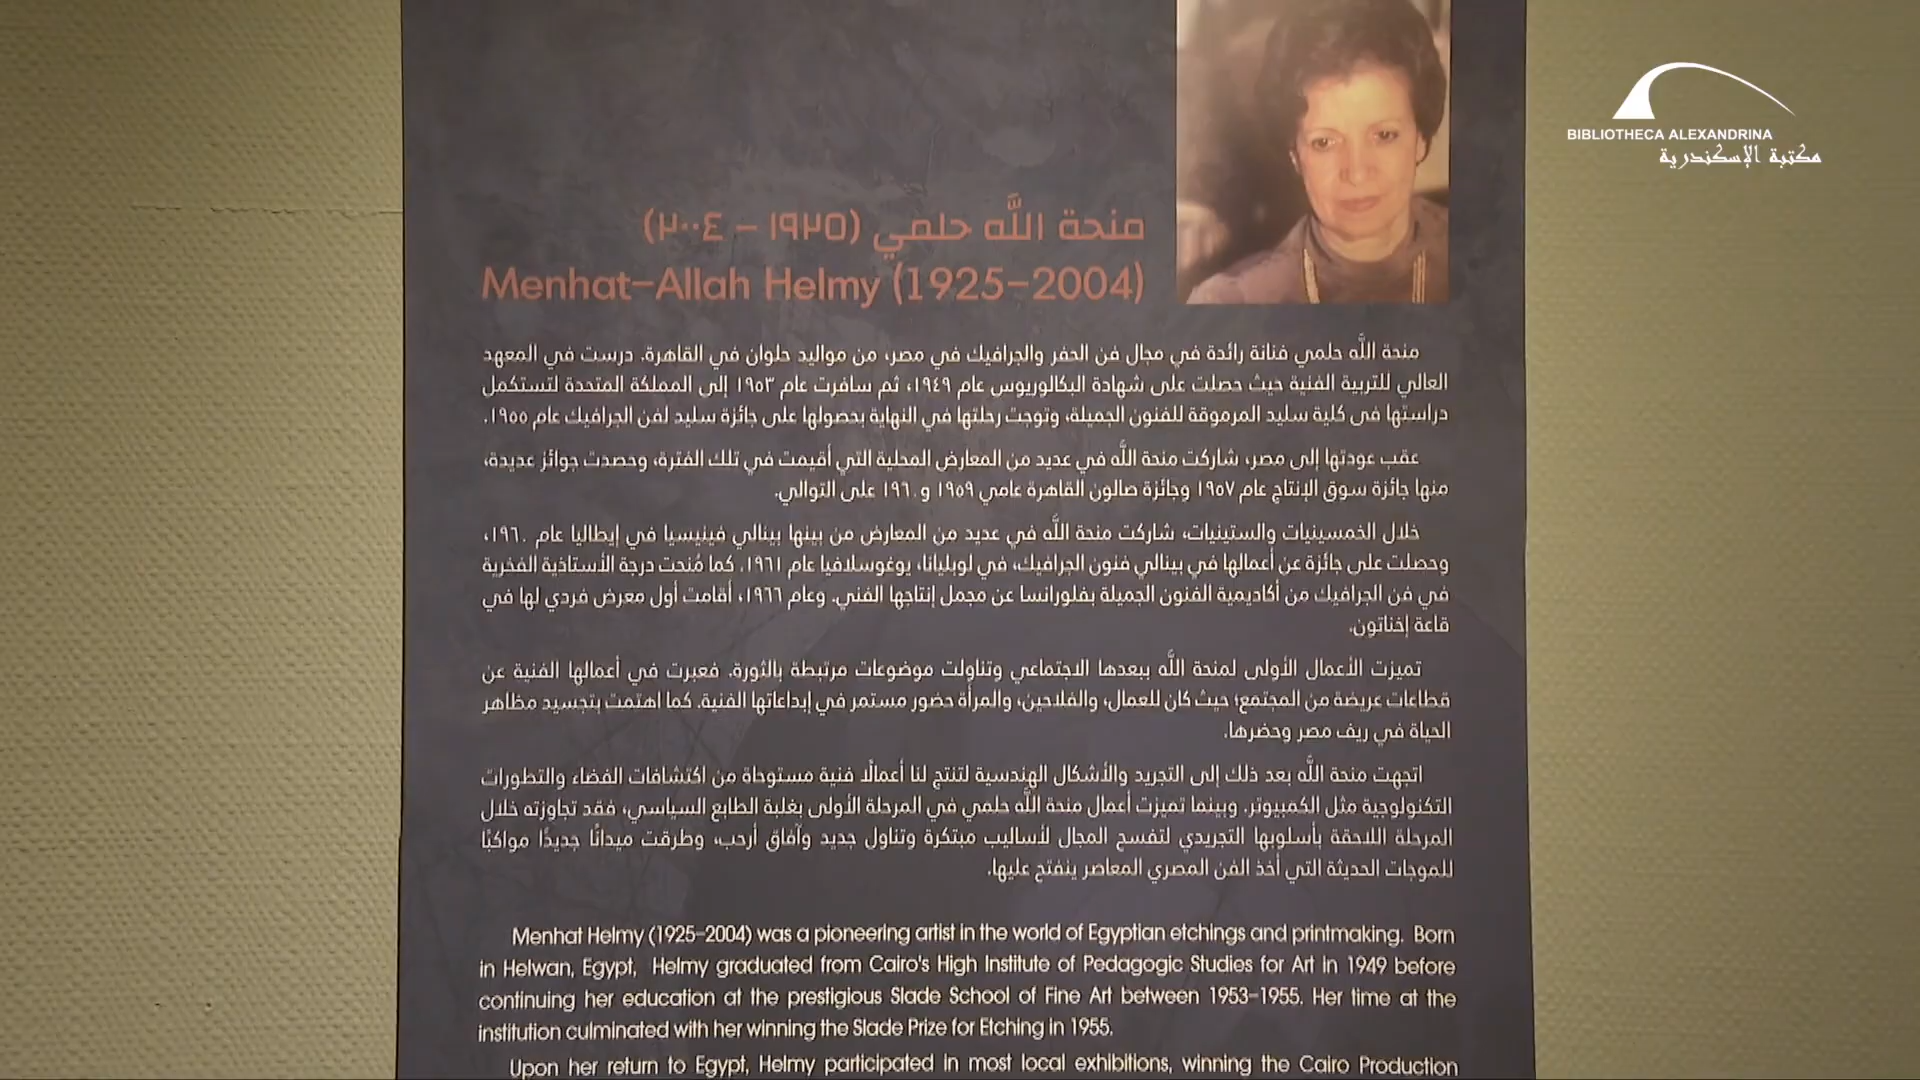 BIBLIOTHECA ALEXANDRINA
مكتبة الإسكندرية
منحة الله حلمي (١٩٢٥ – ٢٠٠٤)
Menhat-Allah Helmy (1925-2004)
منحة الله حلمي فنانة رائدة في مجال فن الحفر والجرافيك في مصر، من مواليد حلوان في القاهرة. درست في المعهد
العالي للتربية الفنية حيث حصلت على شهادة البكالوريوس عام ١٩٤٩، ثم سافرت عام ١٩٥٣ إلى المملكة المتحدة لتستكمل
دراستها فى كلية سليد المرموقة للفنون الجميلة، وتوجت رحلتها في النهاية بحصولها على جائزة سليد لفن الجرافيك عام ١٩٥٥.
عقب عودتها إلى مصر، شاركت منحة الله في عديد من المعارض المحلية التي أقيمت في تلك الفترة، وحصدت جوائز عديدة،
منها جائزة سوق الإنتاج عام ١٩٥٧ وجائزة صالون القاهرة عامي ١٩٥٩ و١٩٦٠ على التوالي.
خلال الخمسينيات والستينيات، شاركت منحة الله في عديد من المعارض من بينها بينالي فينيسيا في إيطاليا عام ١٩٦٠،
وحصلت على جائزة عن أعمالها في بينالي فنون الجرافيك، في لوبليانا، يوغوسلافيا عام ١٩٦١. كما مُنحت درجة الأستاذية الفخرية
في فن الجرافيك من أكاديمية الفنون الجميلة بفلورانسا عن مجمل إنتاجها الفني. وعام ١٩٦٦، أقامت أول معرض فردي لها في
قاعة إخناتون.
تميزت الأعمال الأولى لمنحة الله ببعدها الاجتماعي وتناولت موضوعات مرتبطة بالثورة. فعبرت في أعمالها الفنية عن
قطاعات عريضة من المجتمع؛ حيث كان للعمال، والفلاحين، والمرأة حضور مستمر في إبداعاتها الفنية. كما اهتمت بتجسيد مظاهر
الحياة في ريف مصر وحضرها.
اتجهت منحة الله بعد ذلك إلى التجريد والأشكال الهندسية لتنتج لنا أعمالًا فنية مستوحاة من اكتشافات الفضاء والتطورات
التكنولوجية مثل الكمبيوتر. وبينما تميزت أعمال منحة الله حلمي في المرحلة الأولى بغلبة الطابع السياسي، فقد تجاوزته خلال
المرحلة اللاحقة بأسلوبها التجريدي لتفسح المجال لأساليب مبتكرة وتناول جديد وآفاق أرحب، وطرقت ميدانًا جديدًا مواكبًا
للموجات الحديثة التي أخذ الفن المصري المعاصر ينفتح عليها.
Menhat Helmy (1925-2004) was a pioneering artist in the world of Egyptian etchings and printmaking. Born
in Helwan, Egypt, Helmy graduated from Cairo's High Institute of Pedagogic Studies for Art in 1949 before
continuing her education at the prestigious Slade School of Fine Art between 1953-1955. Her time at the
institution culminated with her winning the Slade Prize for Etching in 1955.
Upon her return to Egypt, Helmy participated in most local exhibitions, winning the Cairo Production